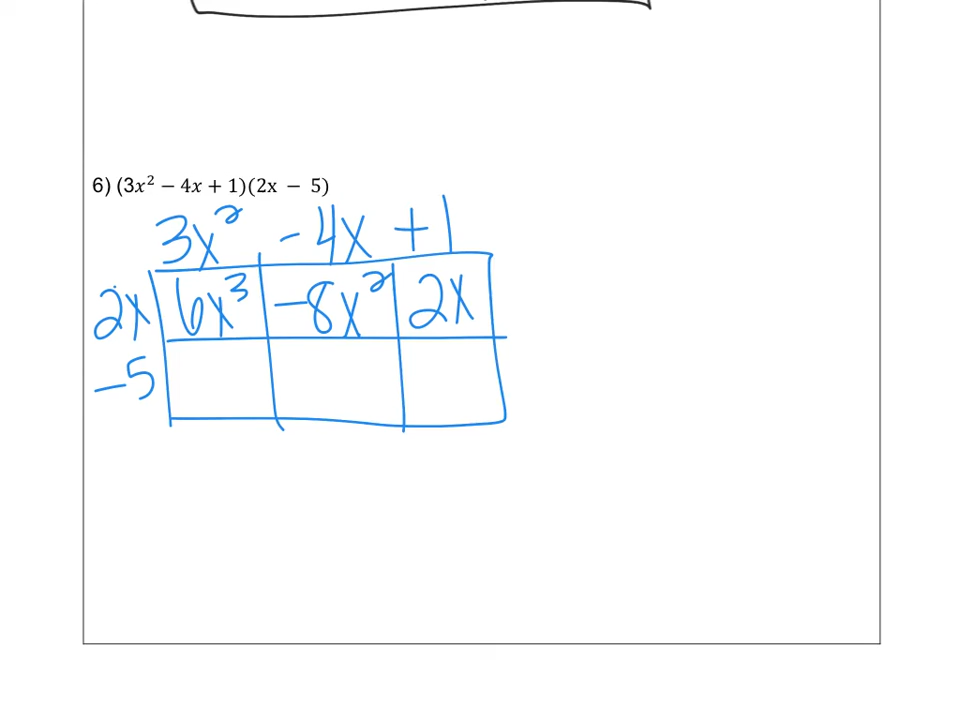 6) (3x² − 4x + 1)(2x − 5)
3x² - 4x + 1
2x 6x³ -8x² 2x
-5